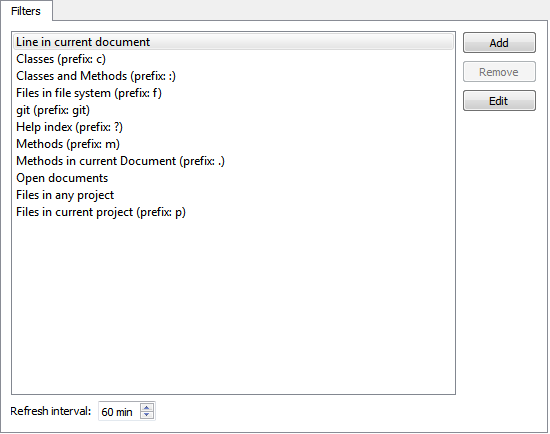 Filters
Line in current document
Classes (prefix: c)
Classes and Methods (prefix: :)
Files in file system (prefix: f)
git (prefix: git)
Help index (prefix: ?)
Methods (prefix: m)
Methods in current Document (prefix: .)
Open documents
Files in any project
Files in current project (prefix: p)
Add
Remove
Edit
Refresh interval: 60 min